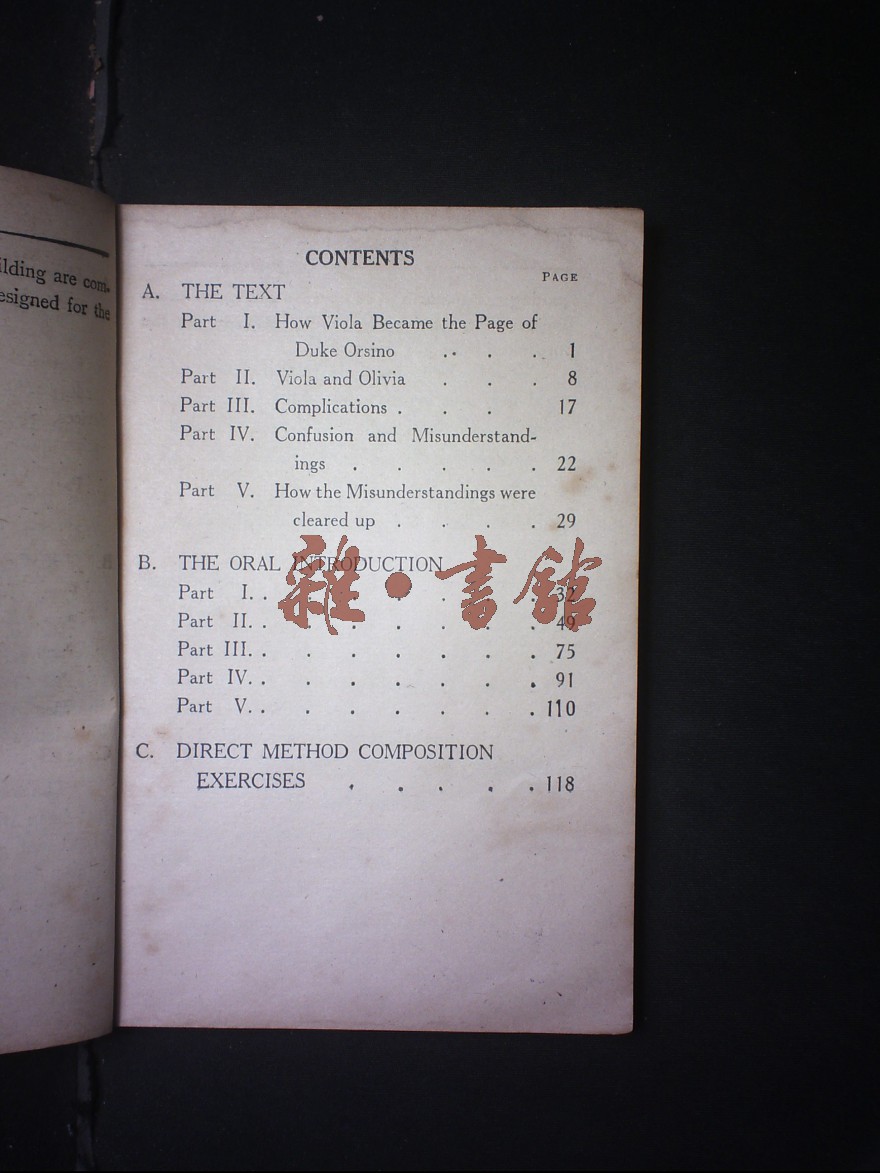 ilding are com-
esigned for the
CONTENTS
PAGE
A. THE TEXT
Part I. How Viola Became the Page of
Duke Orsino . . . . 1
Part II. Viola and Olivia . . . 8
Part III. Complications . . . 17
Part IV. Confusion and Misunderstand-
ings . . . . . 22
Part V. How the Misunderstandings were
cleared up . . . . 29
B. THE ORAL INTRODUCTION
Part I. . . . . . . . 32
Part II. . . . . . . . 49
Part III. . . . . . . . 75
Part IV. . . . . . . . 91
Part V. . . . . . . . 110
C. DIRECT METHOD COMPOSITION
EXERCISES . . . . . 118
雜·書館